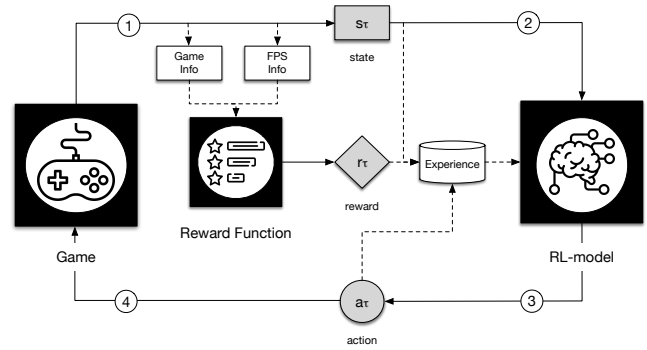 1
sτ
2
state
Game
Info
FPS
Info
rτ
Experience
reward
Reward Function
Game
RL-model
4
aτ
3
action